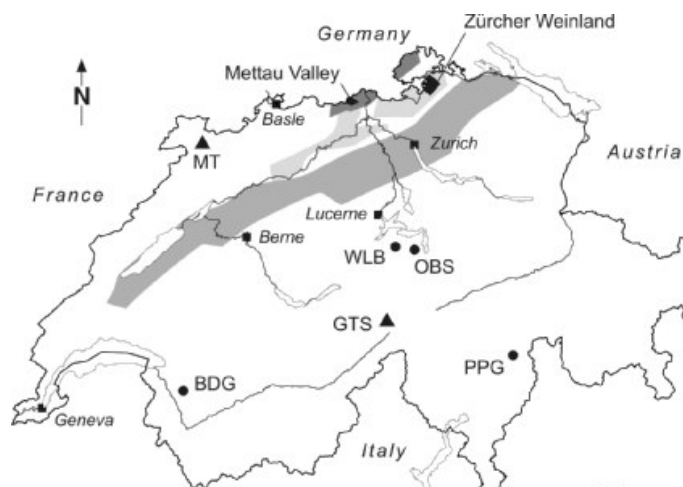 Zürcher Weinland
Germany
Mettau Valley
N
Basle
MT
Zurich
Austria
France
Lucerne
Berne
WLB
OBS
GTS
BDG
PPG
Geneva
Italy